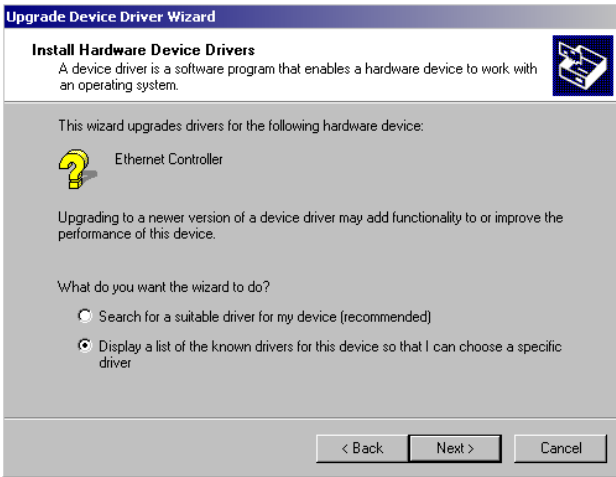 Upgrade Device Driver Wizard
Install Hardware Device Drivers
A device driver is a software program that enables a hardware device to work with
an operating system.
This wizard upgrades drivers for the following hardware device:
Ethernet Controller
Upgrading to a newer version of a device driver may add functionality to or improve the
performance of this device.
What do you want the wizard to do?
Search for a suitable driver for my device (recommended)
Display a list of the known drivers for this device so that I can choose a specific
driver
< Back Next > Cancel